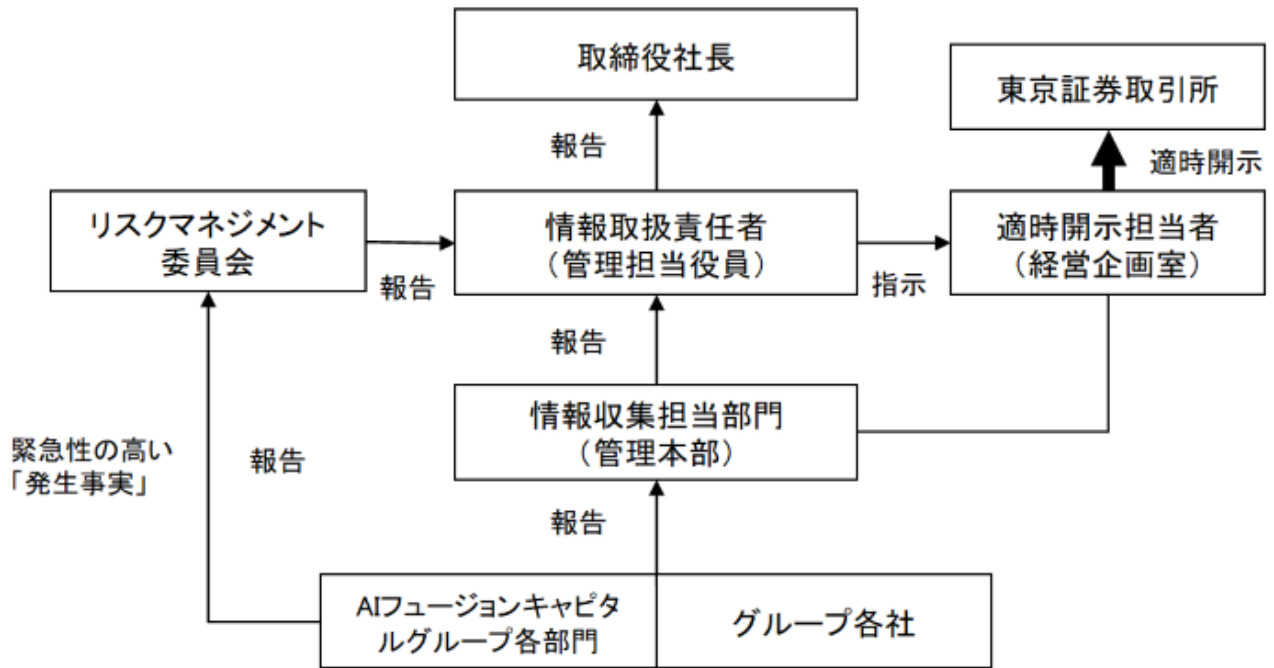 取締役社長
東京証券取引所
報告
適時開示
リスクマネジメント
委員会
報告
情報取扱責任者
（管理担当役員）
指示
適時開示担当者
（経営企画室）
報告
情報収集担当部門
（管理本部）
緊急性の高い
「発生事実」
報告
報告
AIフュージョンキャピタ
ルグループ各部門
グループ各社